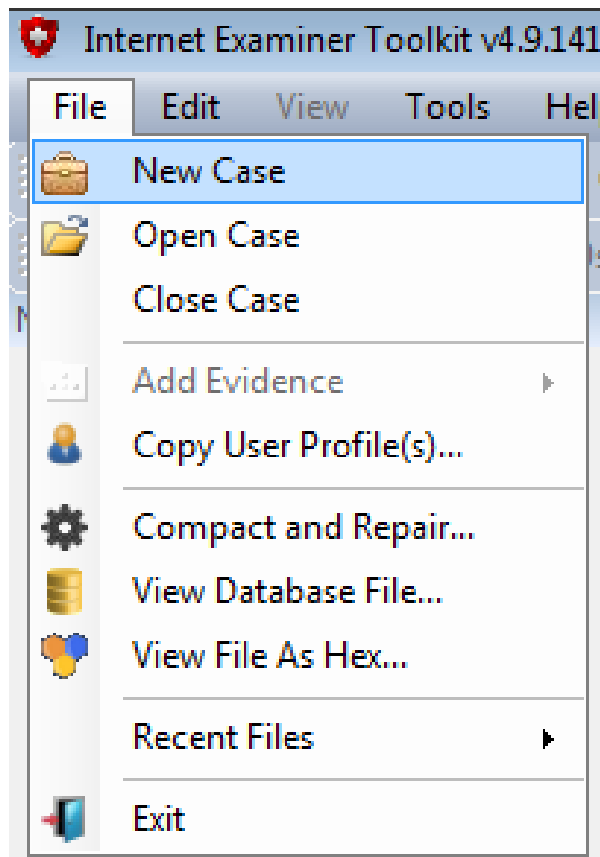 Internet Examiner Toolkit v4.9.141
File Edit View Tools Hel
New Case
Open Case
Close Case
Add Evidence
Copy User Profile(s)...
Compact and Repair...
View Database File...
View File As Hex...
Recent Files
Exit